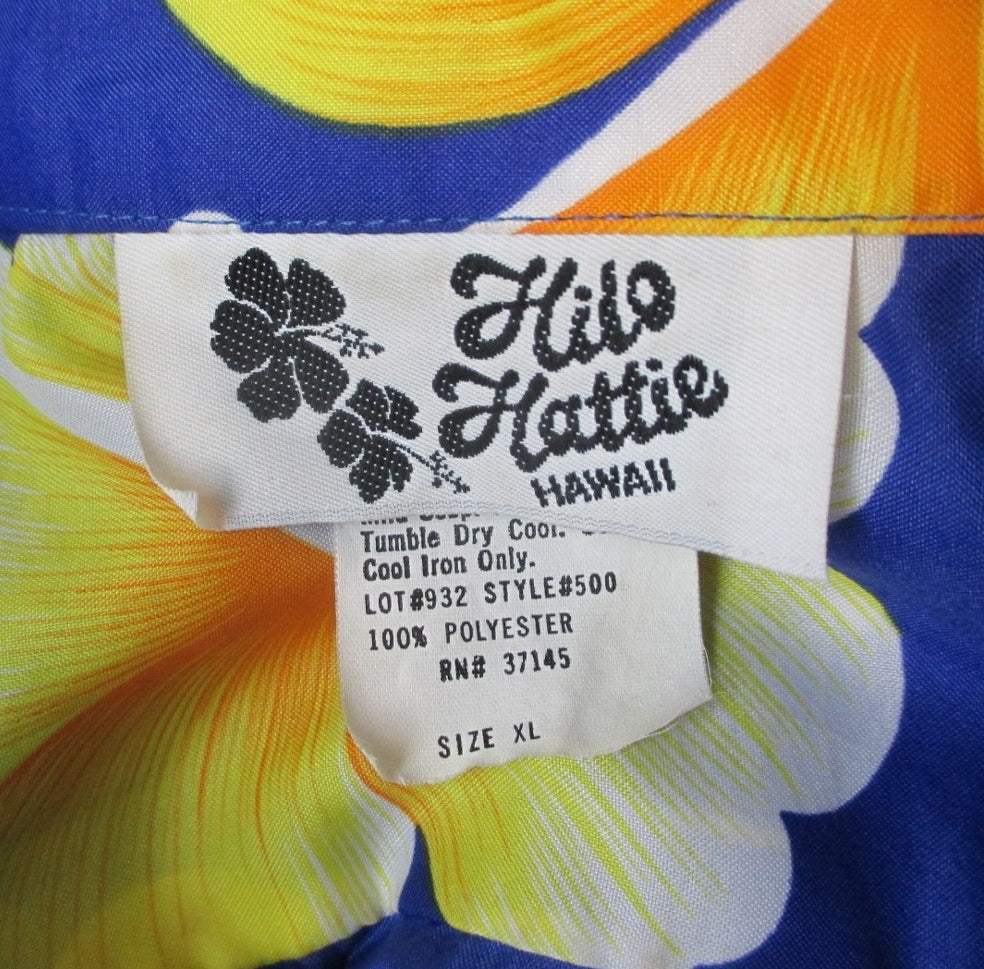 Hilo
Hattie
HAWAII
Tumble Dry Cool.
Cool Iron Only.
LOT#932 STYLE#500
100% POLYESTER
RN# 37145
SIZE XL